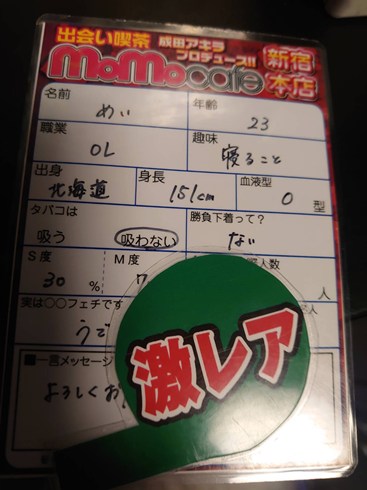 出会い喫茶 成田アキラ プロデュース!!
MoMocafe 新宿本店
名前 めい 年齢 23
職業 OL 趣味 寝ること
出身 北海道 身長 151cm 血液型 O型
タバコは 吸う 吸わない 勝負下着って? ない
S度 30% M度 7 人数
人
実は○○フェチです うで 人
激レア
■一言メッセージ
よろしくお